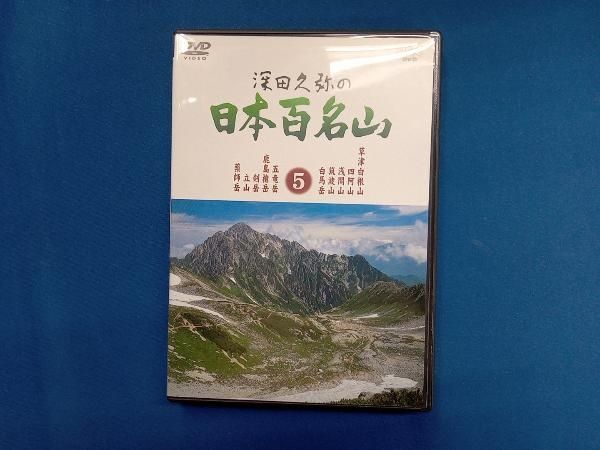 DVD
VIDEO
深田久弥の
日本百名山
草津白根山
四阿山
浅間山
筑波山
白馬岳
5
五竜岳
鹿島槍岳
剣岳
立山
薬師岳